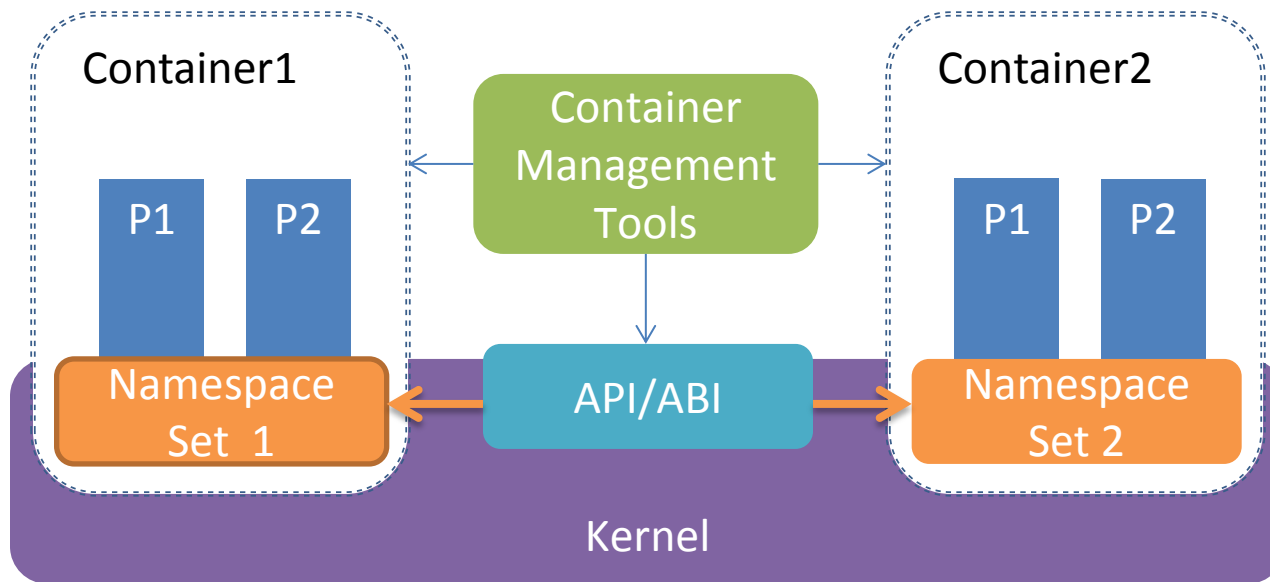 Container1
Container
Management
Tools
Container2
P1
P2
P1
P2
Namespace
Set 1
API/ABI
Namespace
Set 2
Kernel